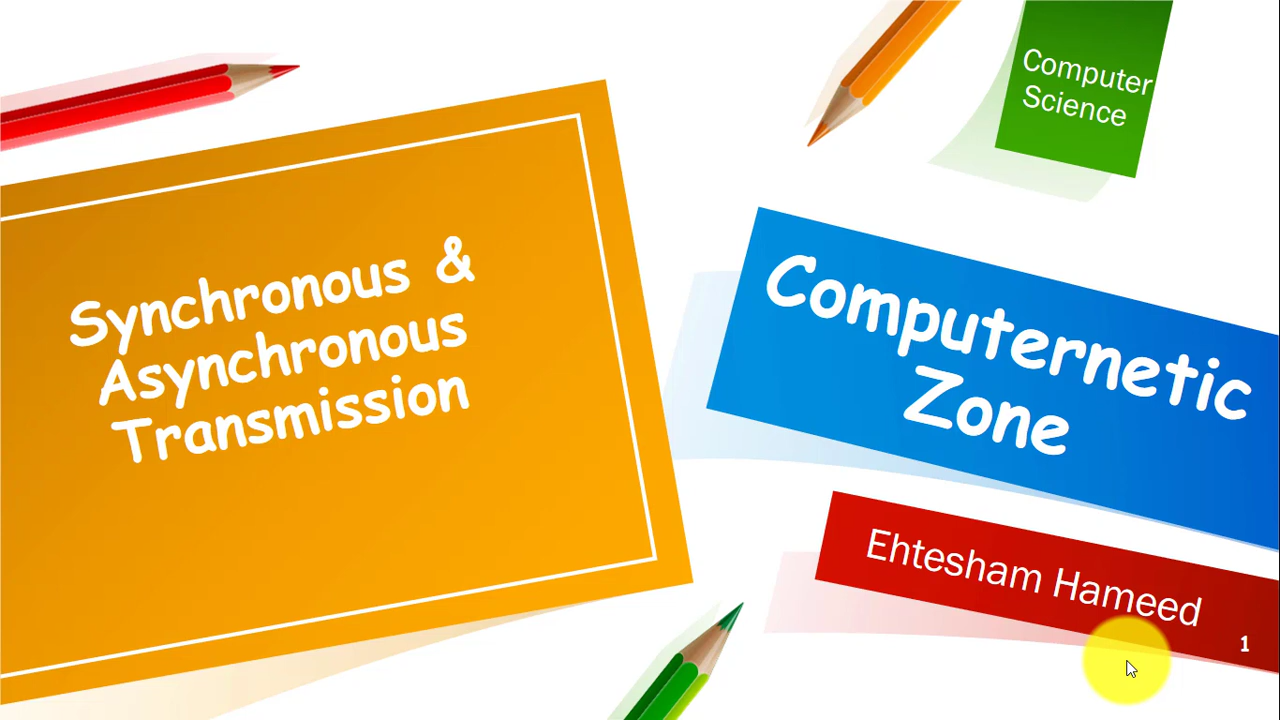 Computer
Science
Synchronous &
Asynchronous
Transmission
Computernetic
Zone
Ehtesham Hameed
1